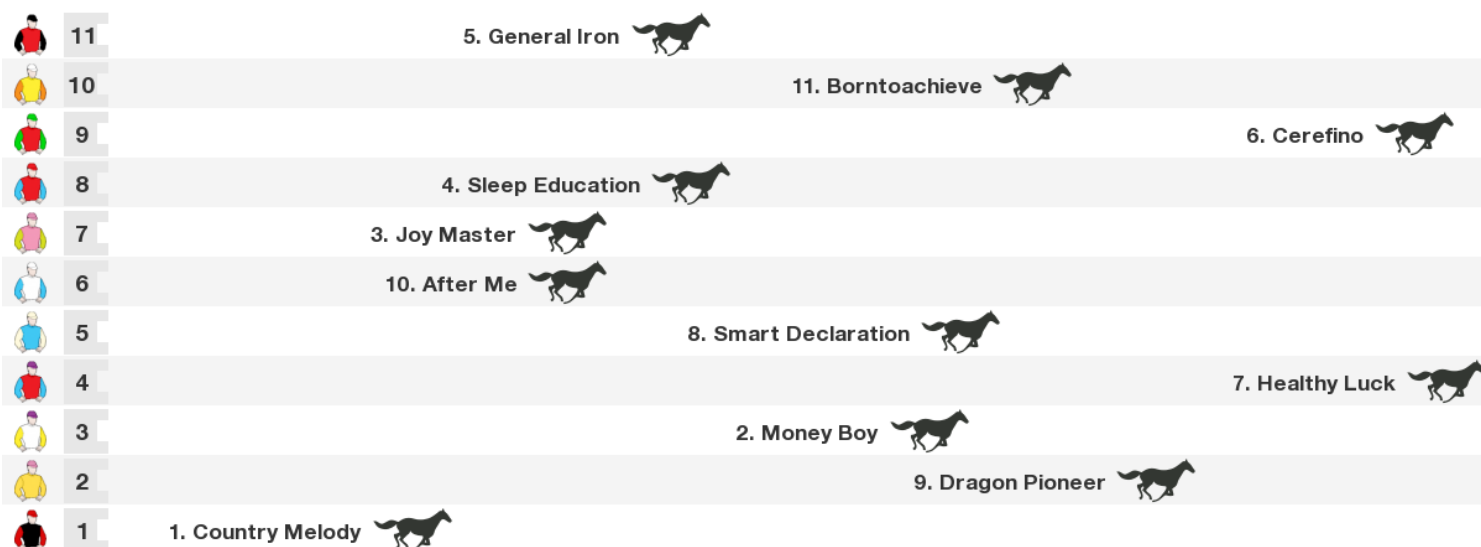 11 5. General Iron
10 11. Borntoachieve
9 6. Cerefino
8 4. Sleep Education
7 3. Joy Master
6 10. After Me
5 8. Smart Declaration
4 7. Healthy Luck
3 2. Money Boy
2 9. Dragon Pioneer
1 1. Country Melody